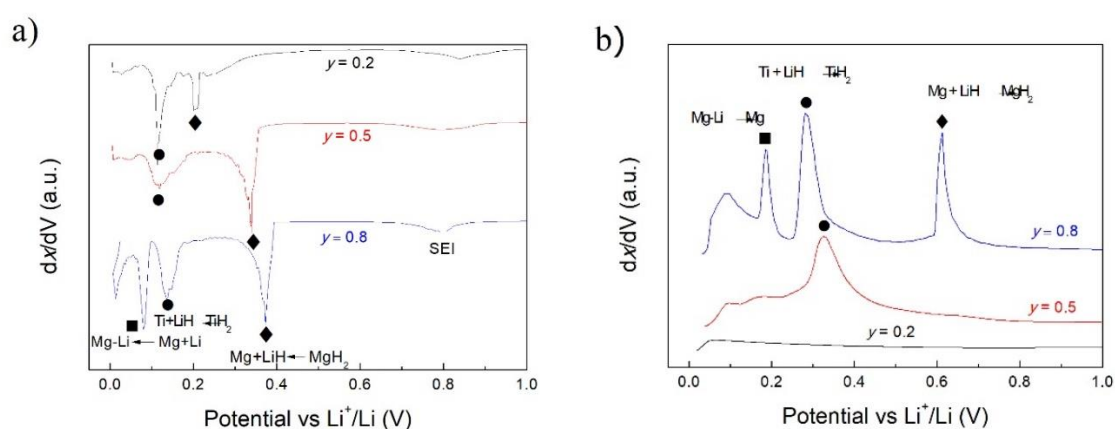 a)
y = 0.2
y = 0.5
y = 0.8
SEI
Ti+LiH ← TiH₂
Mg-Li ← Mg+Li
Mg+LiH ← MgH₂
dx/dV (a.u.)
0.0 0.2 0.4 0.6 0.8 1.0
Potential vs Li⁺/Li (V)
b)
Ti + LiH → TiH₂
Mg + LiH → MgH₂
Mg-Li → Mg
y = 0.8
y = 0.5
y = 0.2
dx/dV (a.u.)
0.0 0.2 0.4 0.6 0.8 1.0
Potential vs Li⁺/Li (V)